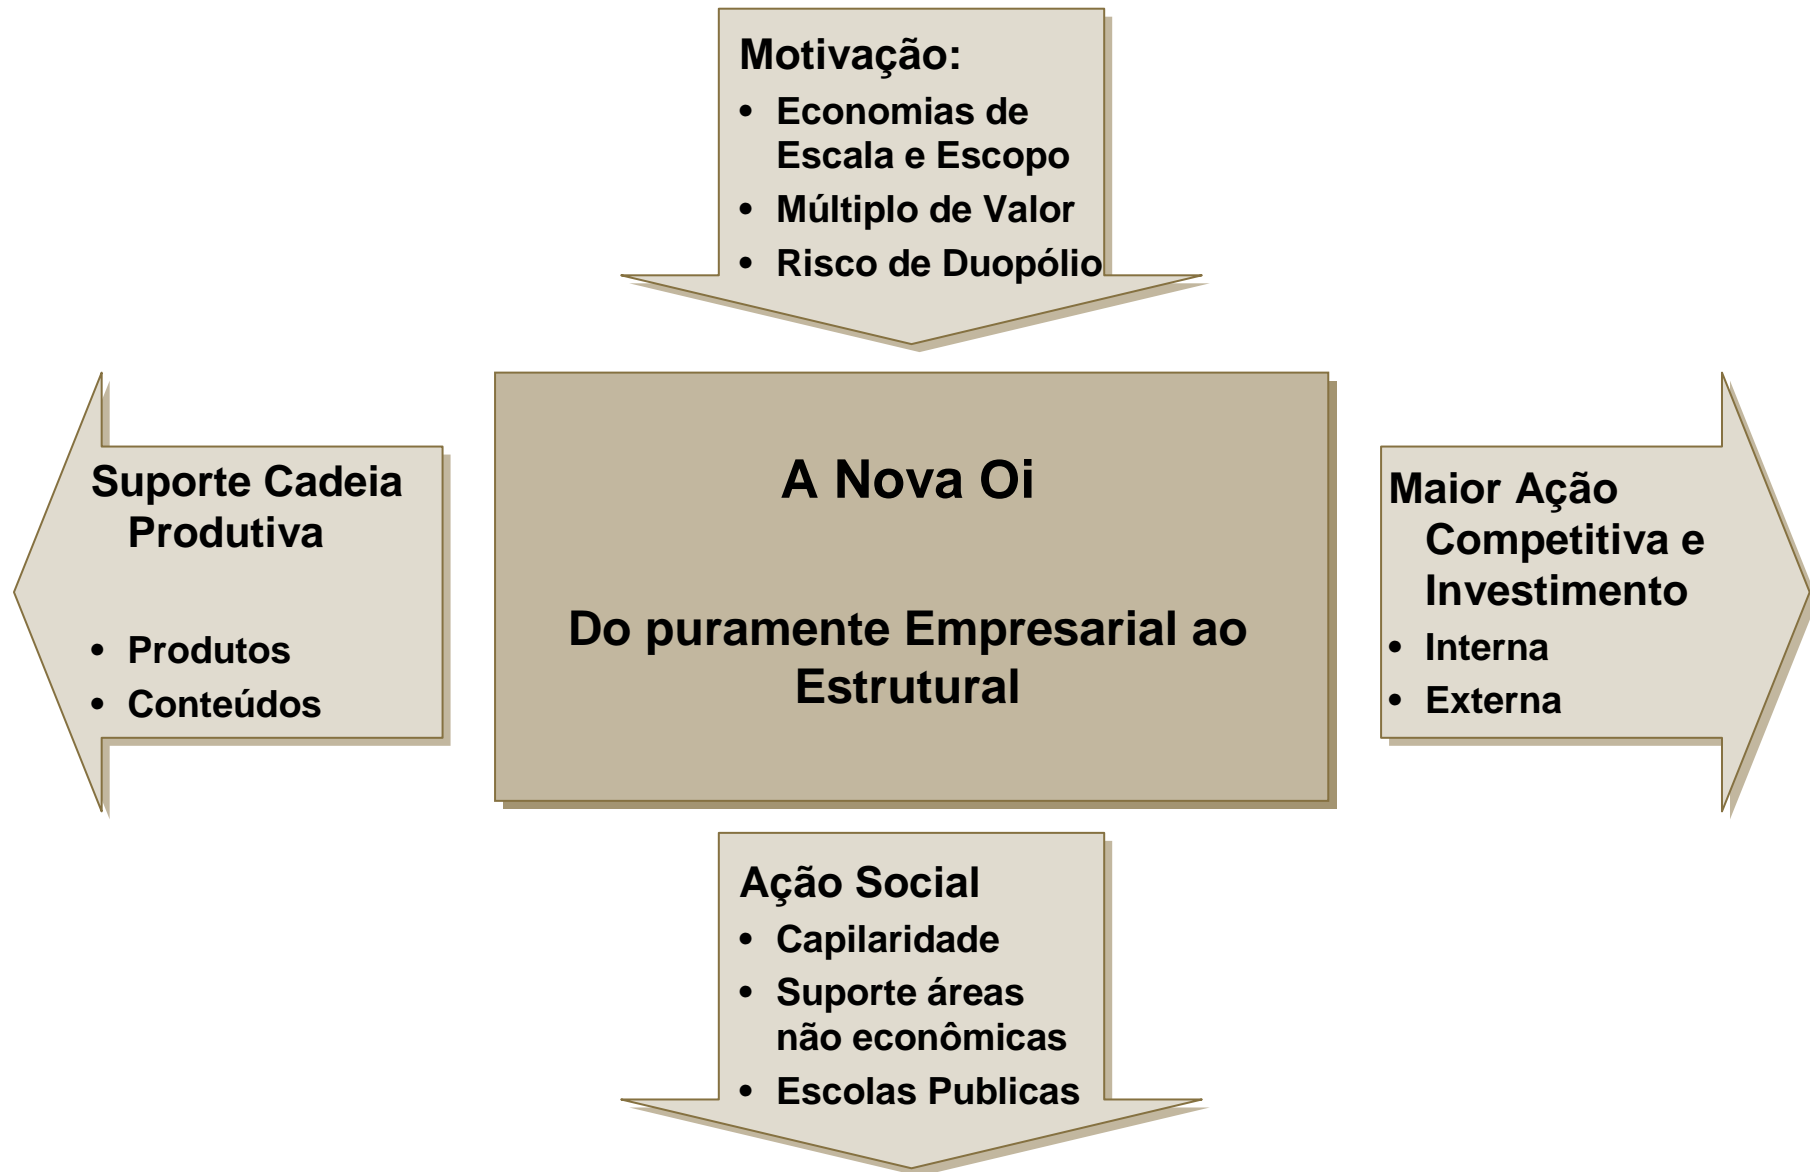 Motivação:
• Economias de
Escala e Escopo
• Múltiplo de Valor
• Risco de Duopólio
Suporte Cadeia
Produtiva
• Produtos
• Conteúdos
A Nova Oi
Do puramente Empresarial ao
Estrutural
Maior Ação
Competitiva e
Investimento
• Interna
• Externa
Ação Social
• Capilaridade
• Suporte áreas
não econômicas
• Escolas Publicas